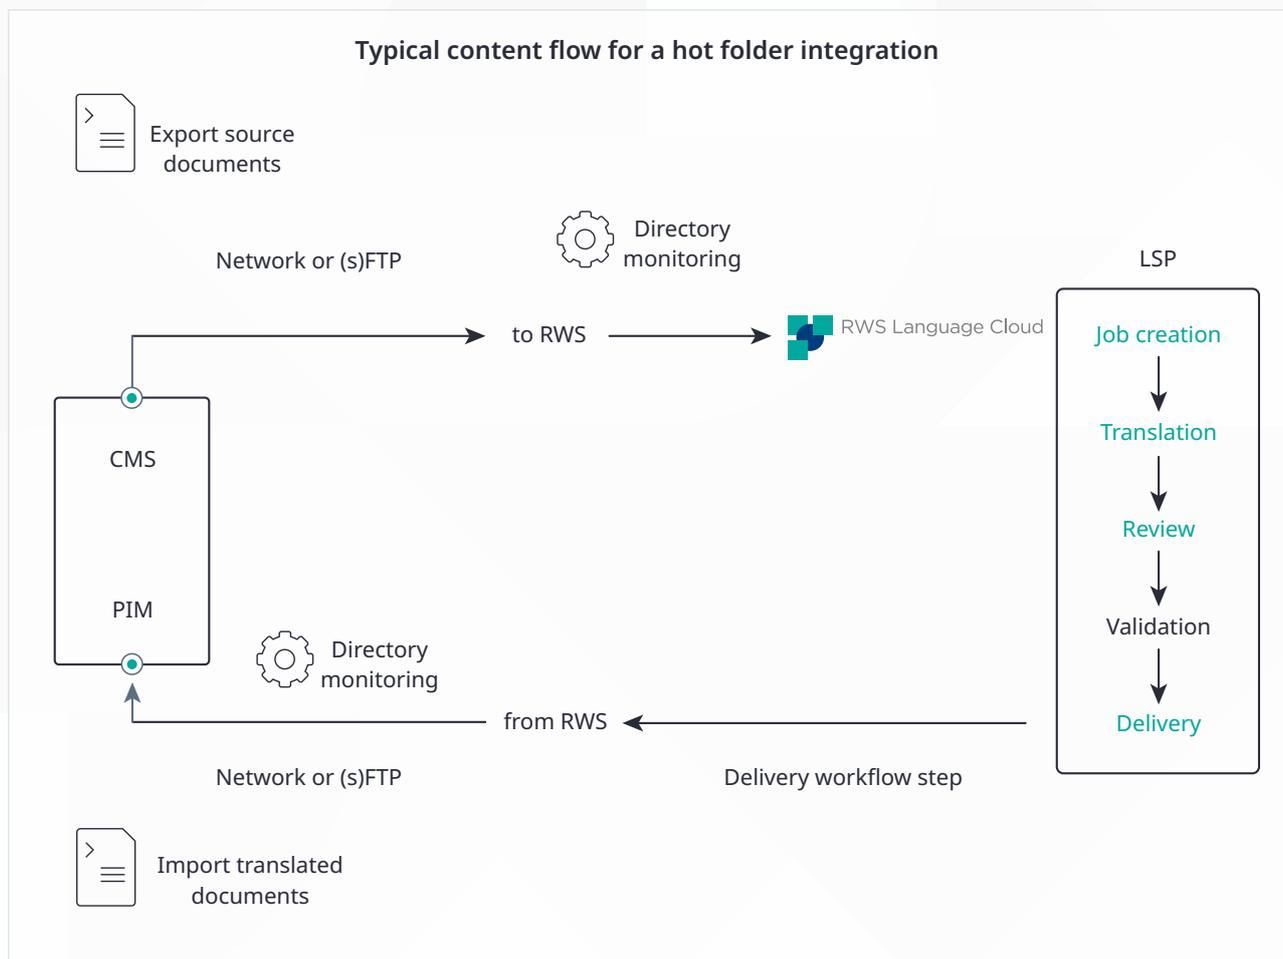 Typical content flow for a hot folder integration
Export source
documents
Directory
monitoring
Network or (s)FTP
LSP
to RWS
RWS Language Cloud
Job creation
Translation
CMS
Review
PIM
Validation
Directory
monitoring
from RWS
Delivery
Network or (s)FTP
Delivery workflow step
Import translated
documents